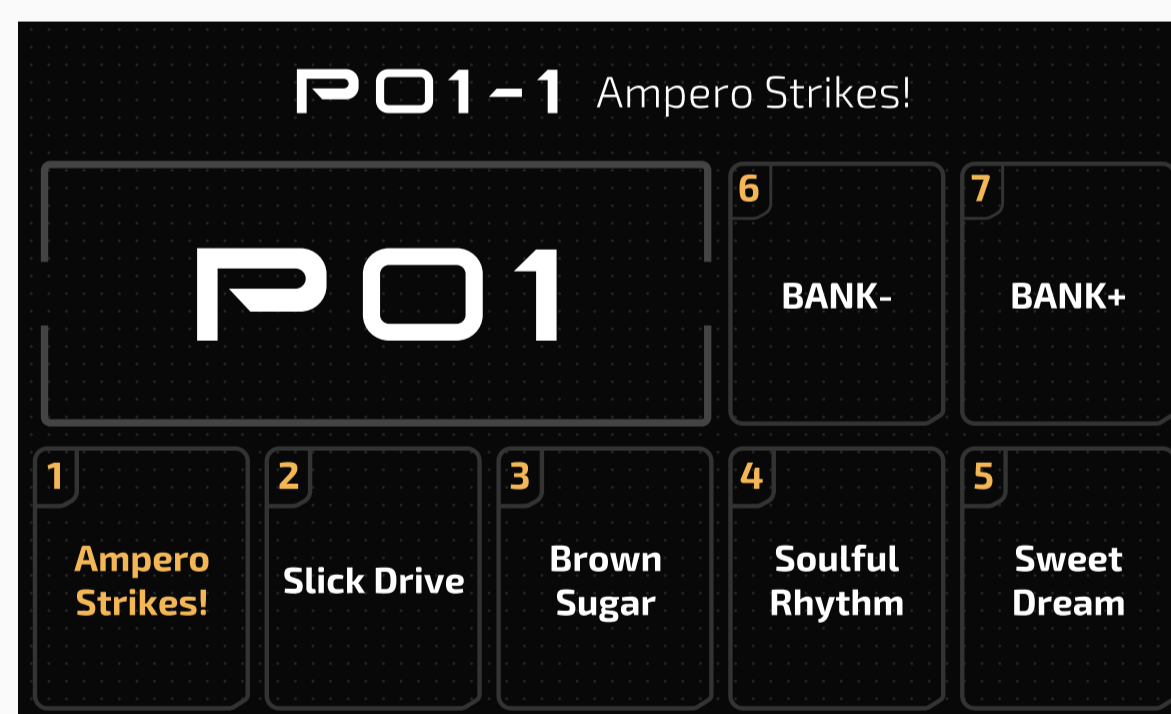 P01-1 Ampero Strikes!
P01
6
BANK-
7
BANK+
1
Ampero
Strikes!
2
Slick Drive
3
Brown
Sugar
4
Soulful
Rhythm
5
Sweet
Dream